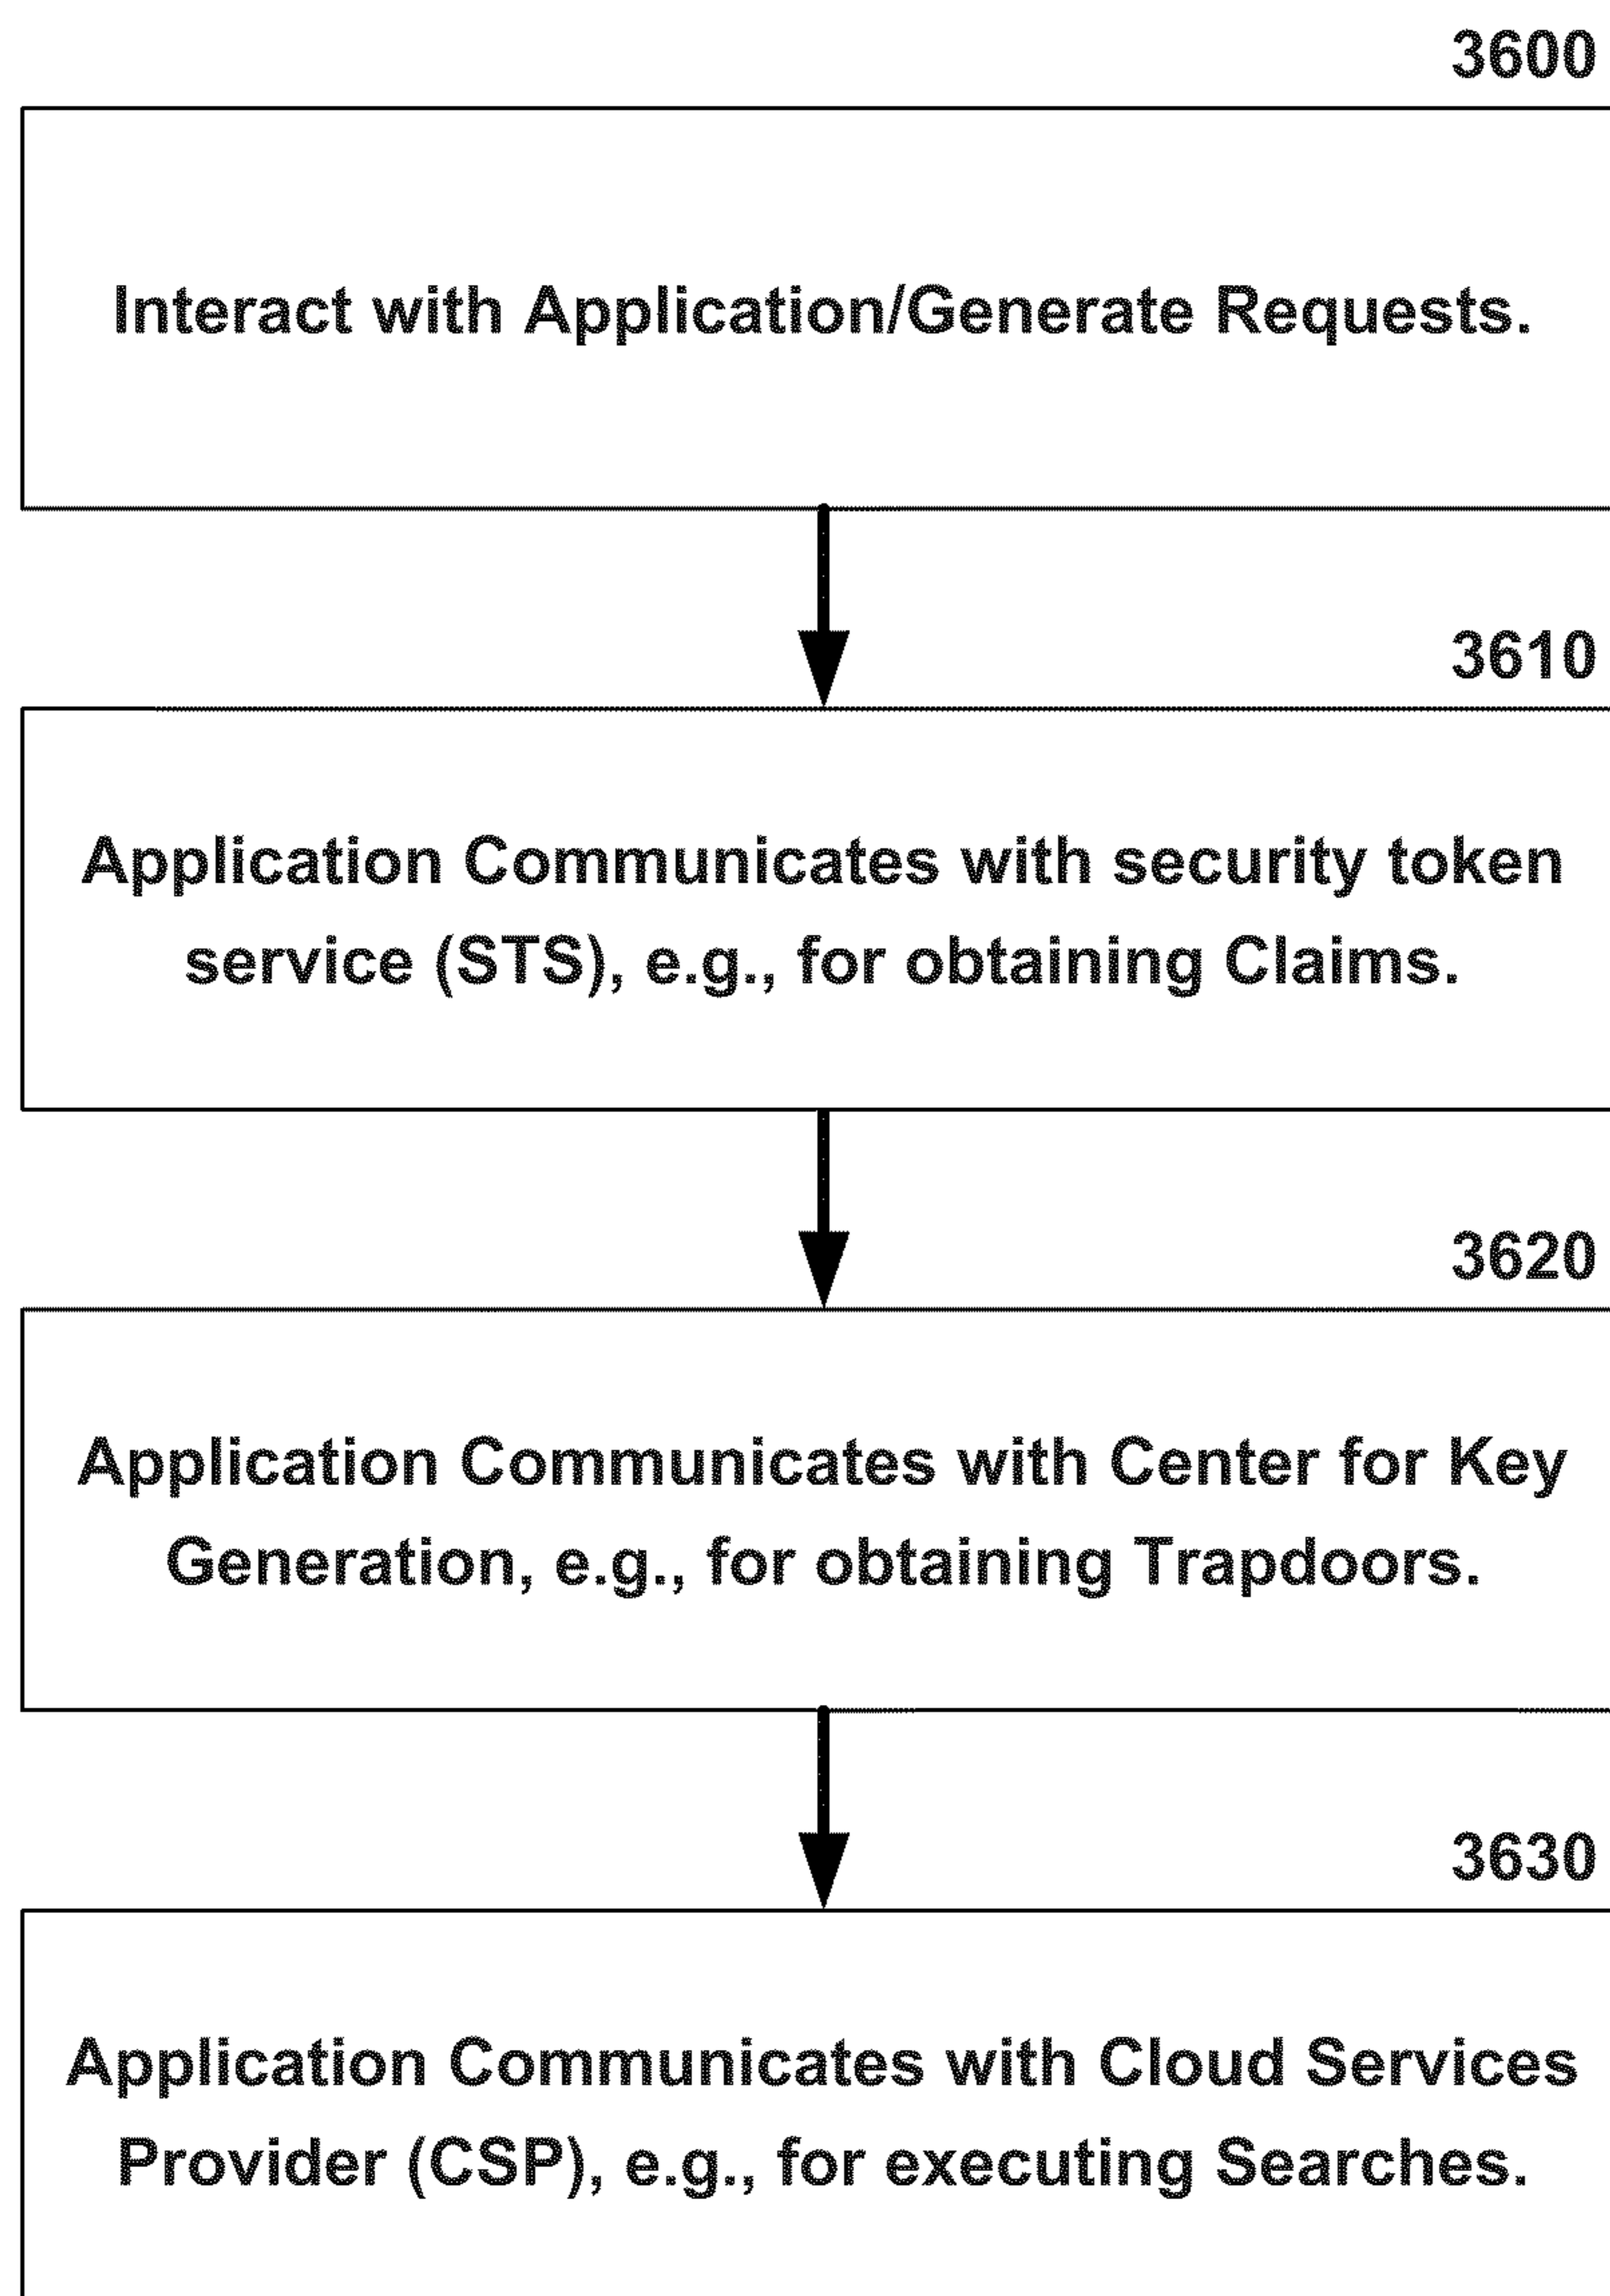 3600
Interact with Application/Generate Requests.
3610
Application Communicates with security token
service (STS), e.g., for obtaining Claims.
3620
Application Communicates with Center for Key
Generation, e.g., for obtaining Trapdoors.
3630
Application Communicates with Cloud Services
Provider (CSP), e.g., for executing Searches.